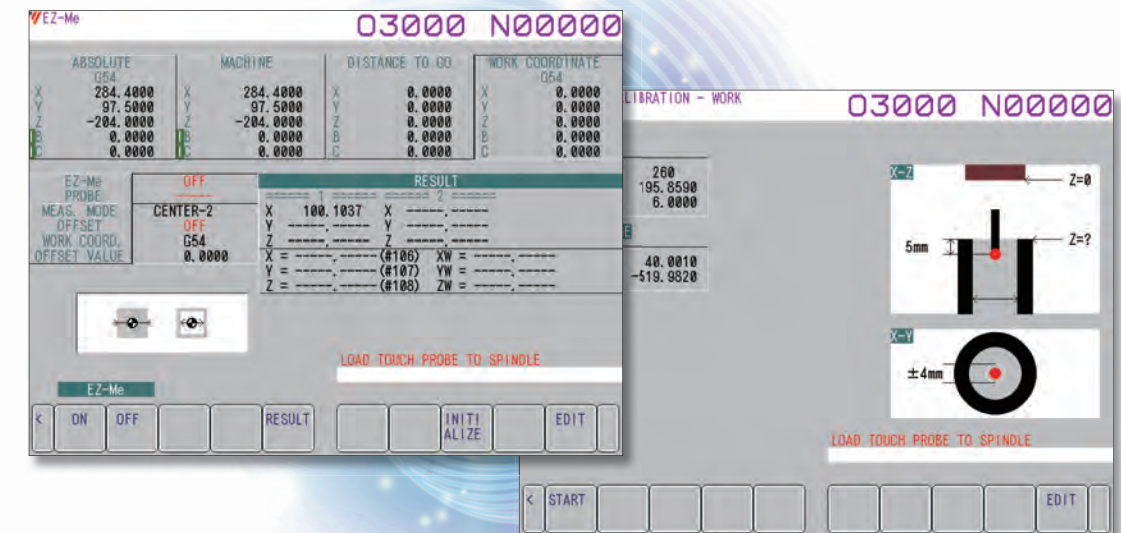 EZ-Me O3000 N00000
ABSOLUTE MACHINE DISTANCE TO GO WORK COORDINATE
G54 G54
X 284.4000 X 284.4000 X 0.0000 X 0.0000
Y 97.5000 Y 97.5000 Y 0.0000 Y 0.0000
Z -204.0000 Z -204.0000 Z 0.0000 Z 0.0000
B 0.0000 B 0.0000 B 0.0000 B 0.0000
C 0.0000 C 0.0000 C 0.0000 C 0.0000
EZ-Me OFF
PROBE -----
MEAS. MODE CENTER-2
OFFSET OFF
WORK COORD. G54
OFFSET VALUE 0.0000
RESULT
====== 1 ====== ====== 2 ======
X 100.1037 X -----.-----
Y -----.----- Y -----.-----
Z -----.----- Z -----.-----
X = -----.-----(#106) XW = -----.-----
Y = -----.-----(#107) YW = -----.-----
Z = -----.-----(#108) ZW = -----.-----
LOAD TOUCH PROBE TO SPINDLE
EZ-Me
< ON OFF RESULT INITI EDIT
ALIZE
LIBRATION - WORK O3000 N00000
260
195.8590
6.0000
E
40.0010
-519.9820
X-Z
Z=0
5mm
Z=?
X-Y
±4mm
LOAD TOUCH PROBE TO SPINDLE
< START EDIT